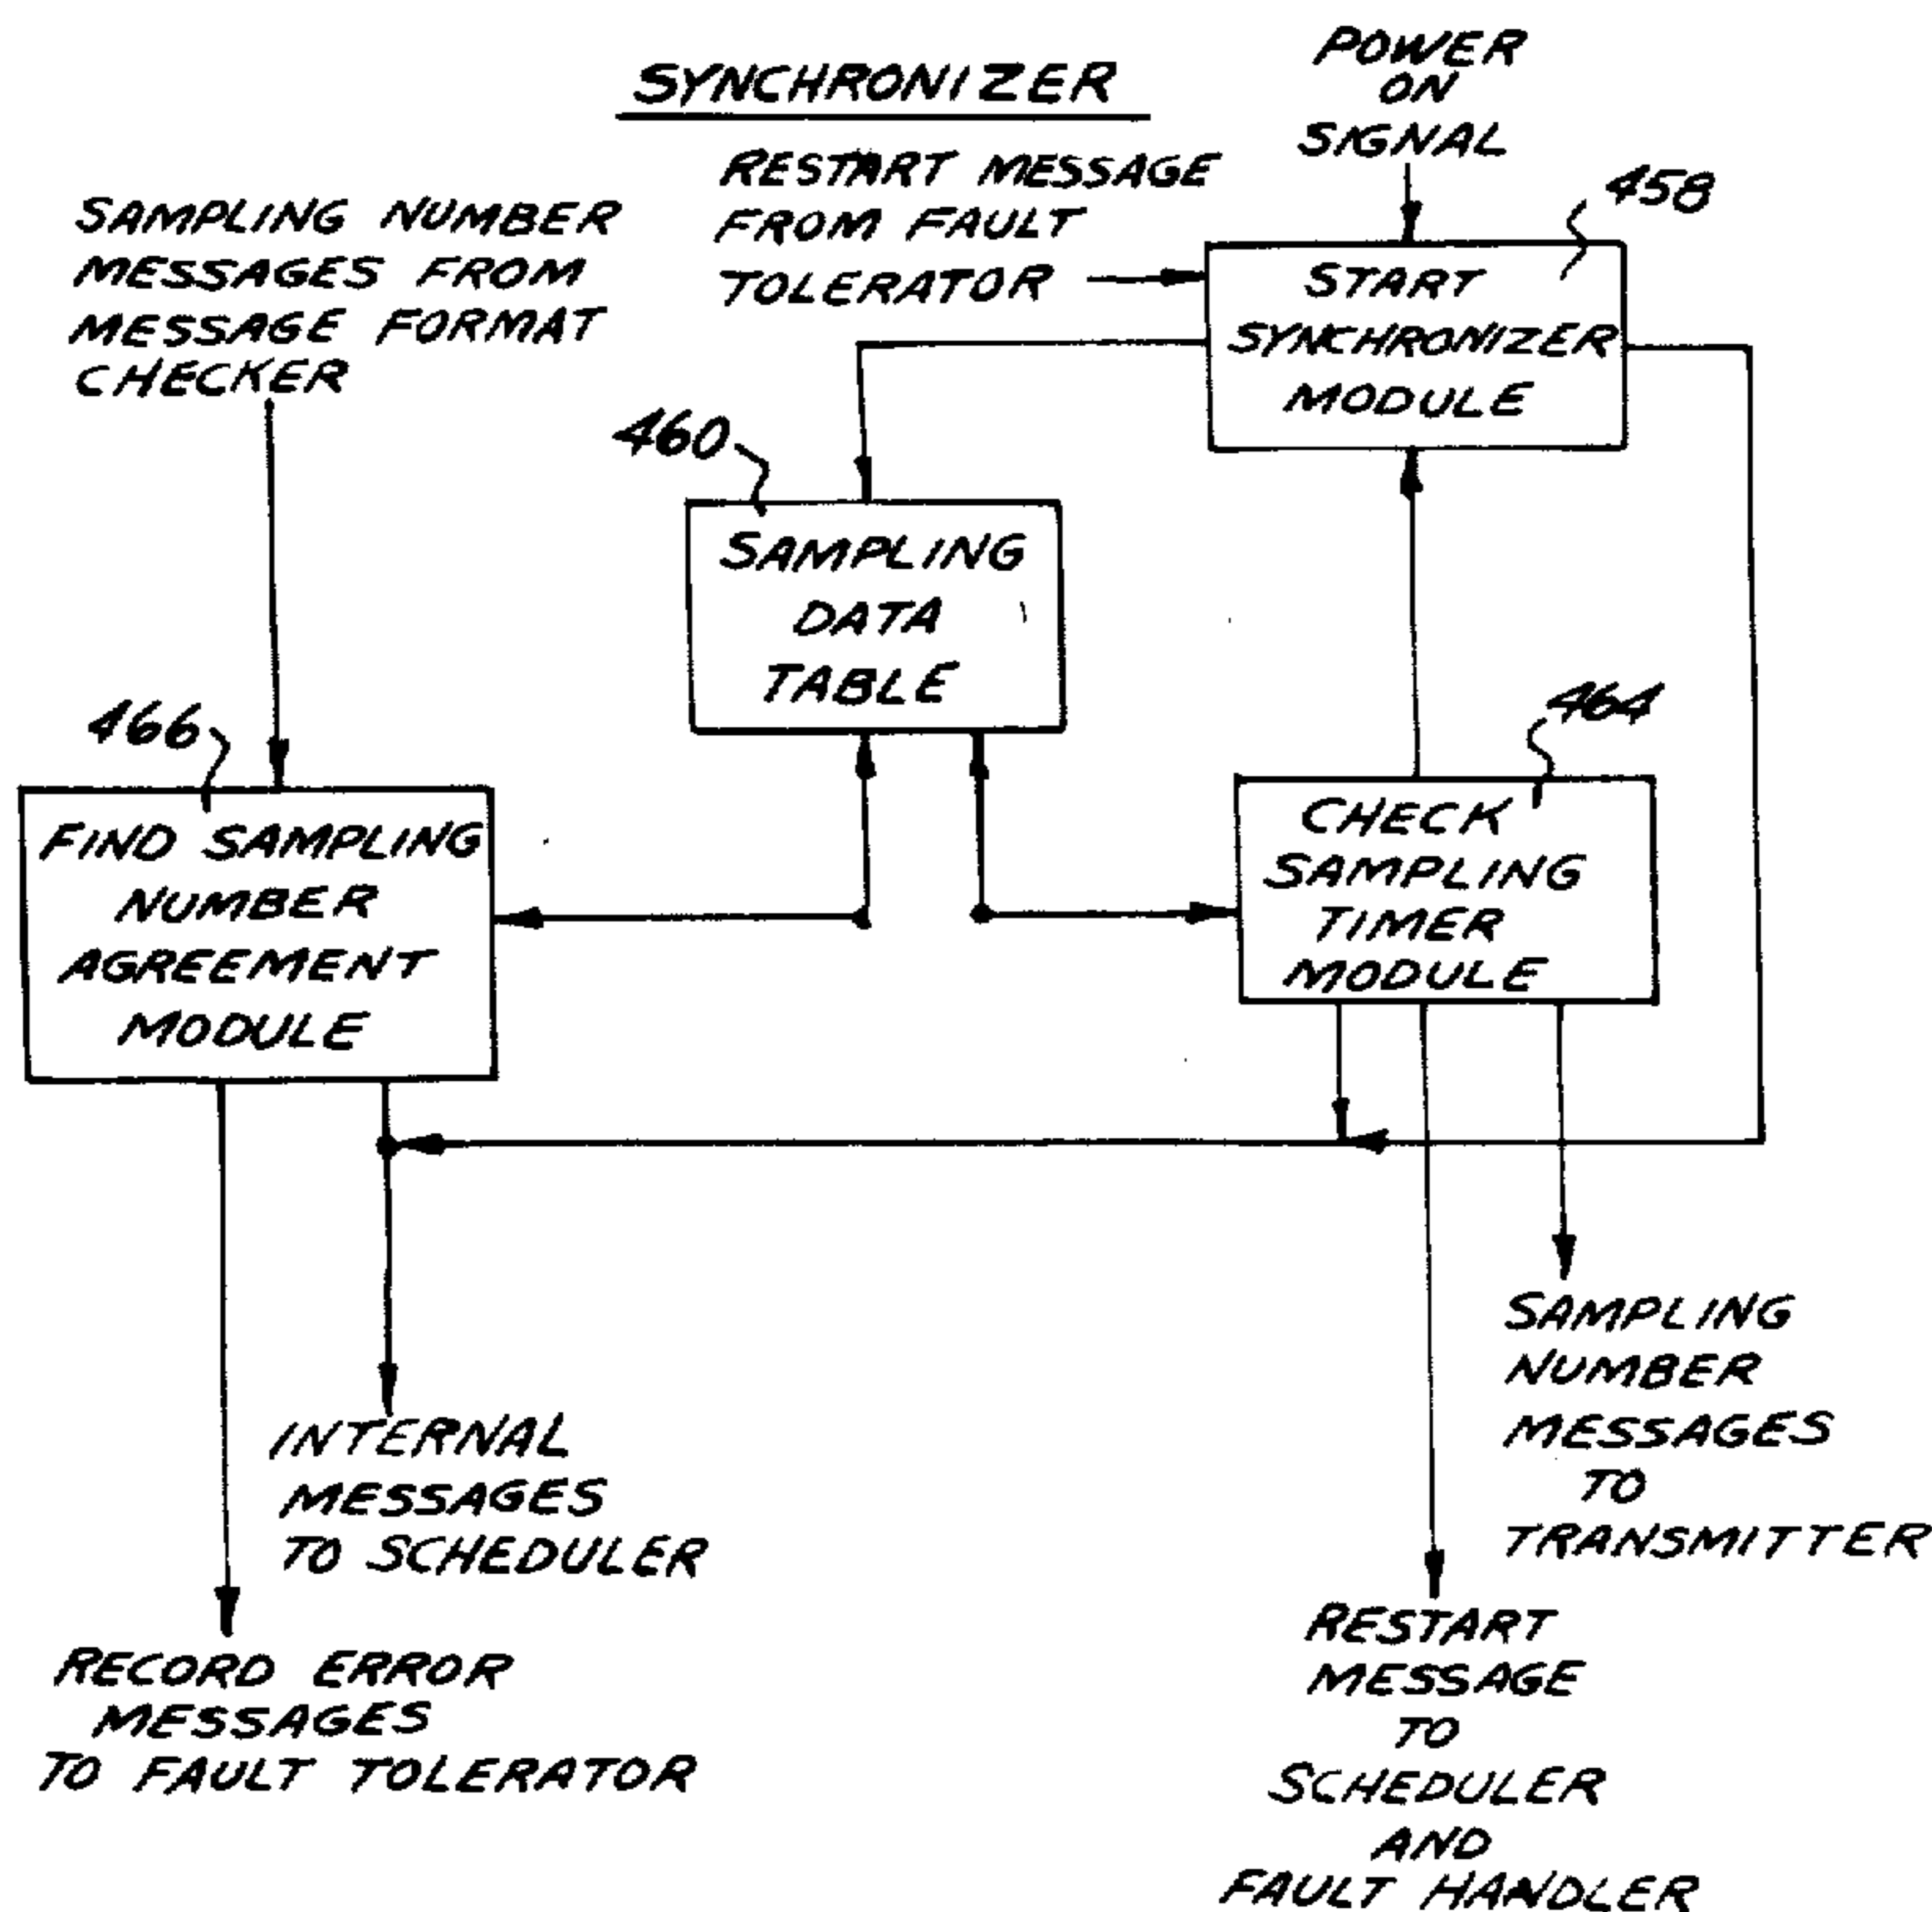 SYNCHRONIZER
POWER
ON
SIGNAL
458
RESTART MESSAGE
FROM FAULT
TOLERATOR
SAMPLING NUMBER
MESSAGES FROM
MESSAGE FORMAT
CHECKER
START
SYNCHRONIZER
MODULE
460
SAMPLING
DATA
TABLE
466
FIND SAMPLING
NUMBER
AGREEMENT
MODULE
464
CHECK
SAMPLING
TIMER
MODULE
INTERNAL
MESSAGES
TO SCHEDULER
RECORD ERROR
MESSAGES
TO FAULT TOLERATOR
SAMPLING
NUMBER
MESSAGES
TO
TRANSMITTER
RESTART
MESSAGE
TO
SCHEDULER
AND
FAULT HANDLER